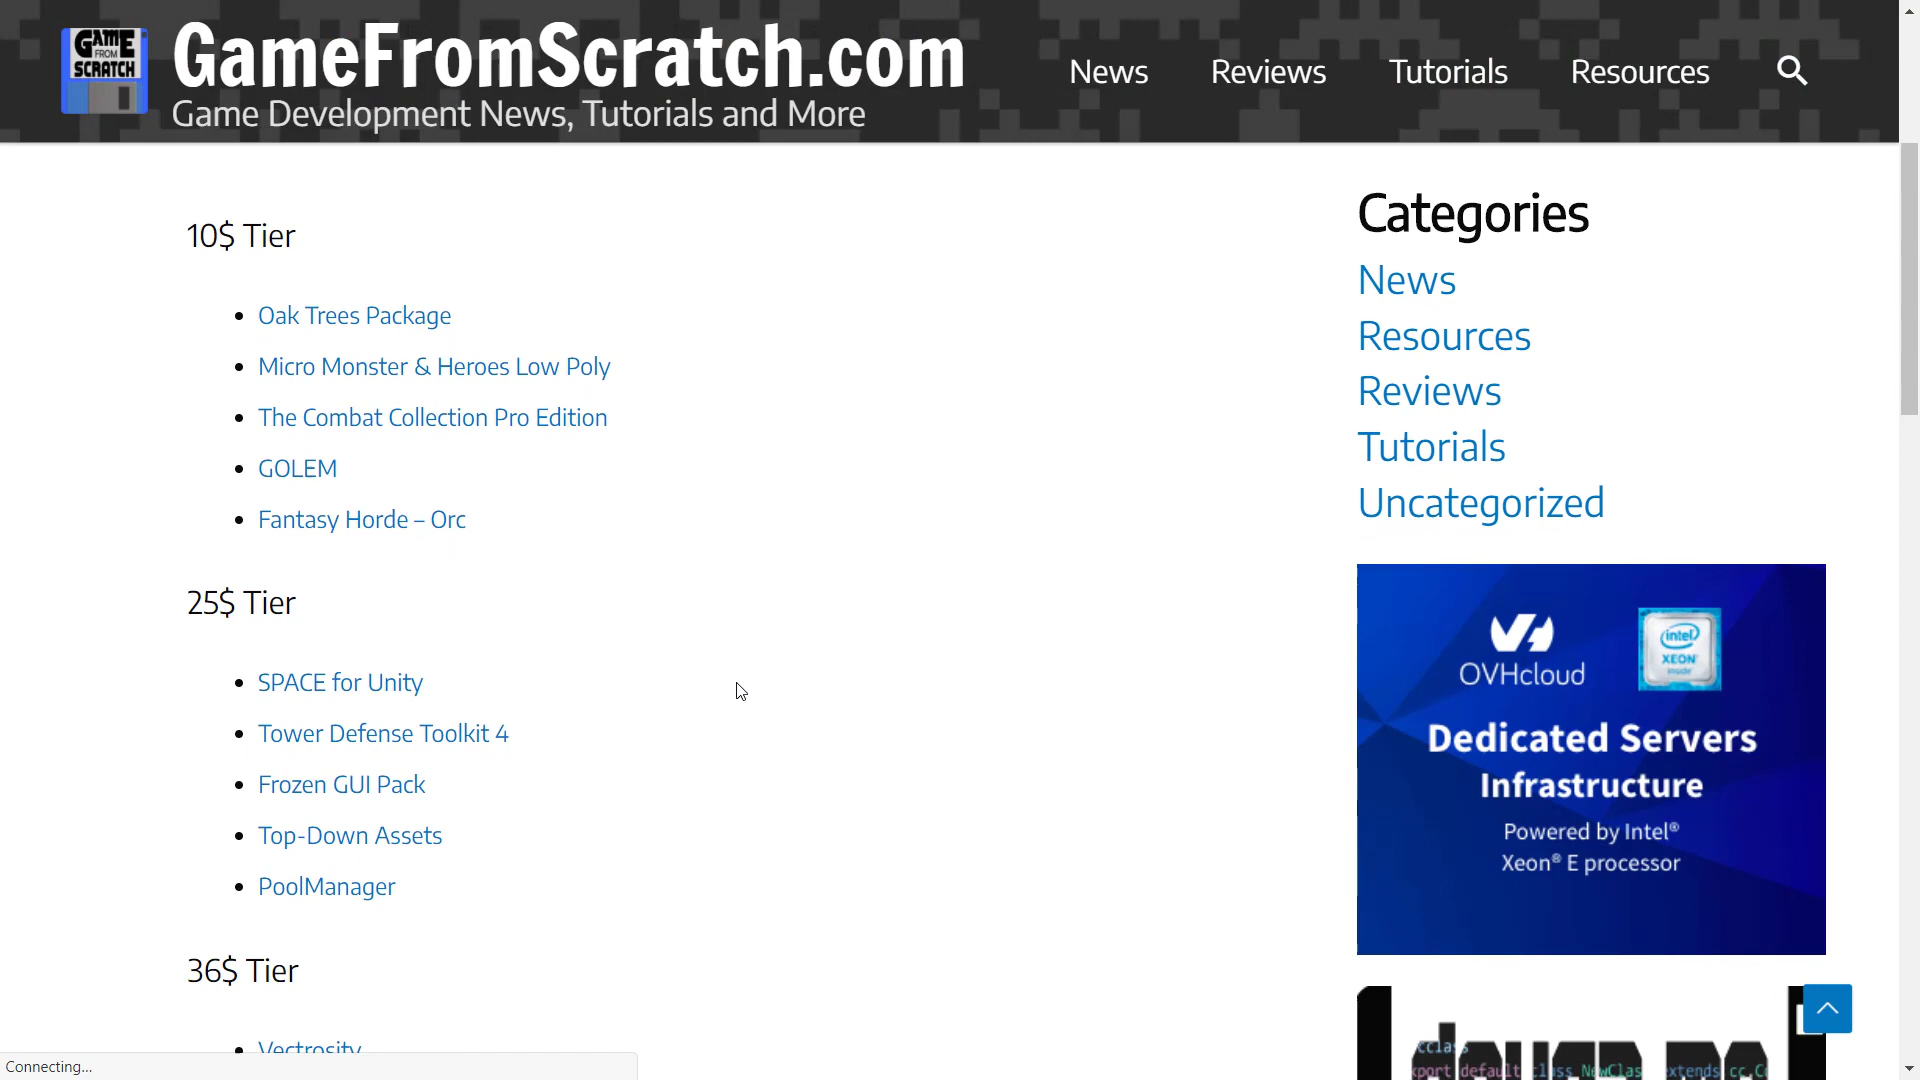 GAME
FROM
SCRATCH
GameFromScratch.com
Game Development News, Tutorials and More
News
Reviews
Tutorials
Resources
10$ Tier
Oak Trees Package
Micro Monster & Heroes Low Poly
The Combat Collection Pro Edition
GOLEM
Fantasy Horde – Orc
25$ Tier
SPACE for Unity
Tower Defense Toolkit 4
Frozen GUI Pack
Top-Down Assets
PoolManager
36$ Tier
Vectrosity
Categories
News
Resources
Reviews
Tutorials
Uncategorized
OVHcloud
intel
XEON
inside
Dedicated Servers
Infrastructure
Powered by Intel®
Xeon® E processor
default
Connecting...